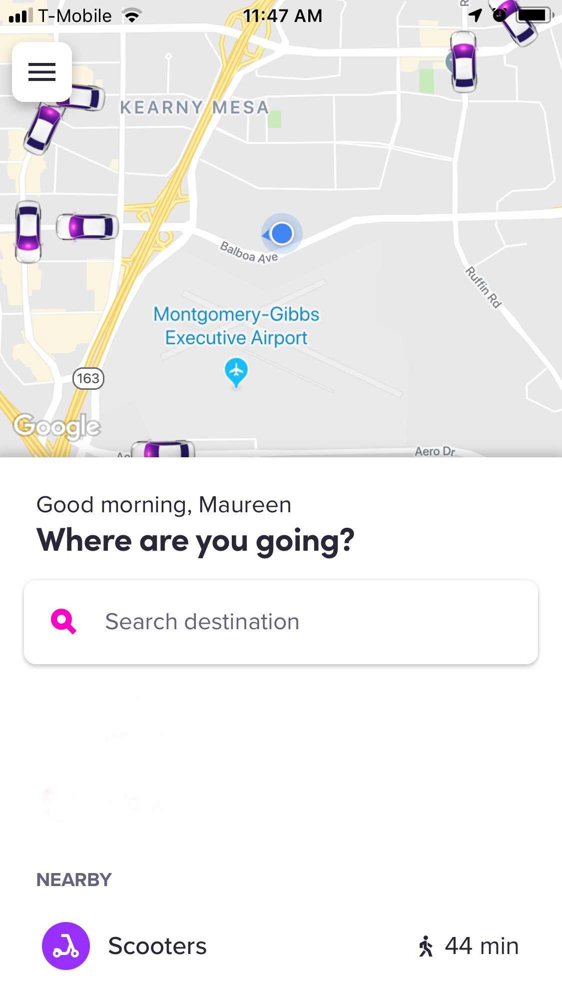 T-Mobile 11:47 AM
R
KEARNY MESA
Balboa Ave
Ruffin Rd
Montgomery-Gibbs
Executive Airport
163
Google
Aero Dr
Good morning, Maureen
Where are you going?
Search destination
NEARBY
Scooters 44 min